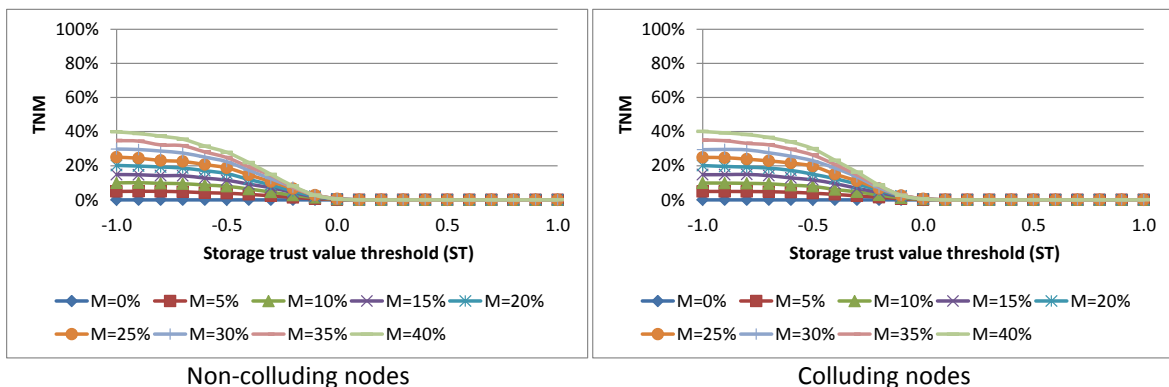 100%
80%
60%
40%
20%
0%
TNM
-1.0 -0.5 0.0 0.5 1.0
Storage trust value threshold (ST)
M=0% M=5% M=10% M=15% M=20%
M=25% M=30% M=35% M=40%
Non-colluding nodes
100%
80%
60%
40%
20%
0%
TNM
-1.0 -0.5 0.0 0.5 1.0
Storage trust value threshold (ST)
M=0% M=5% M=10% M=15% M=20%
M=25% M=30% M=35% M=40%
Colluding nodes